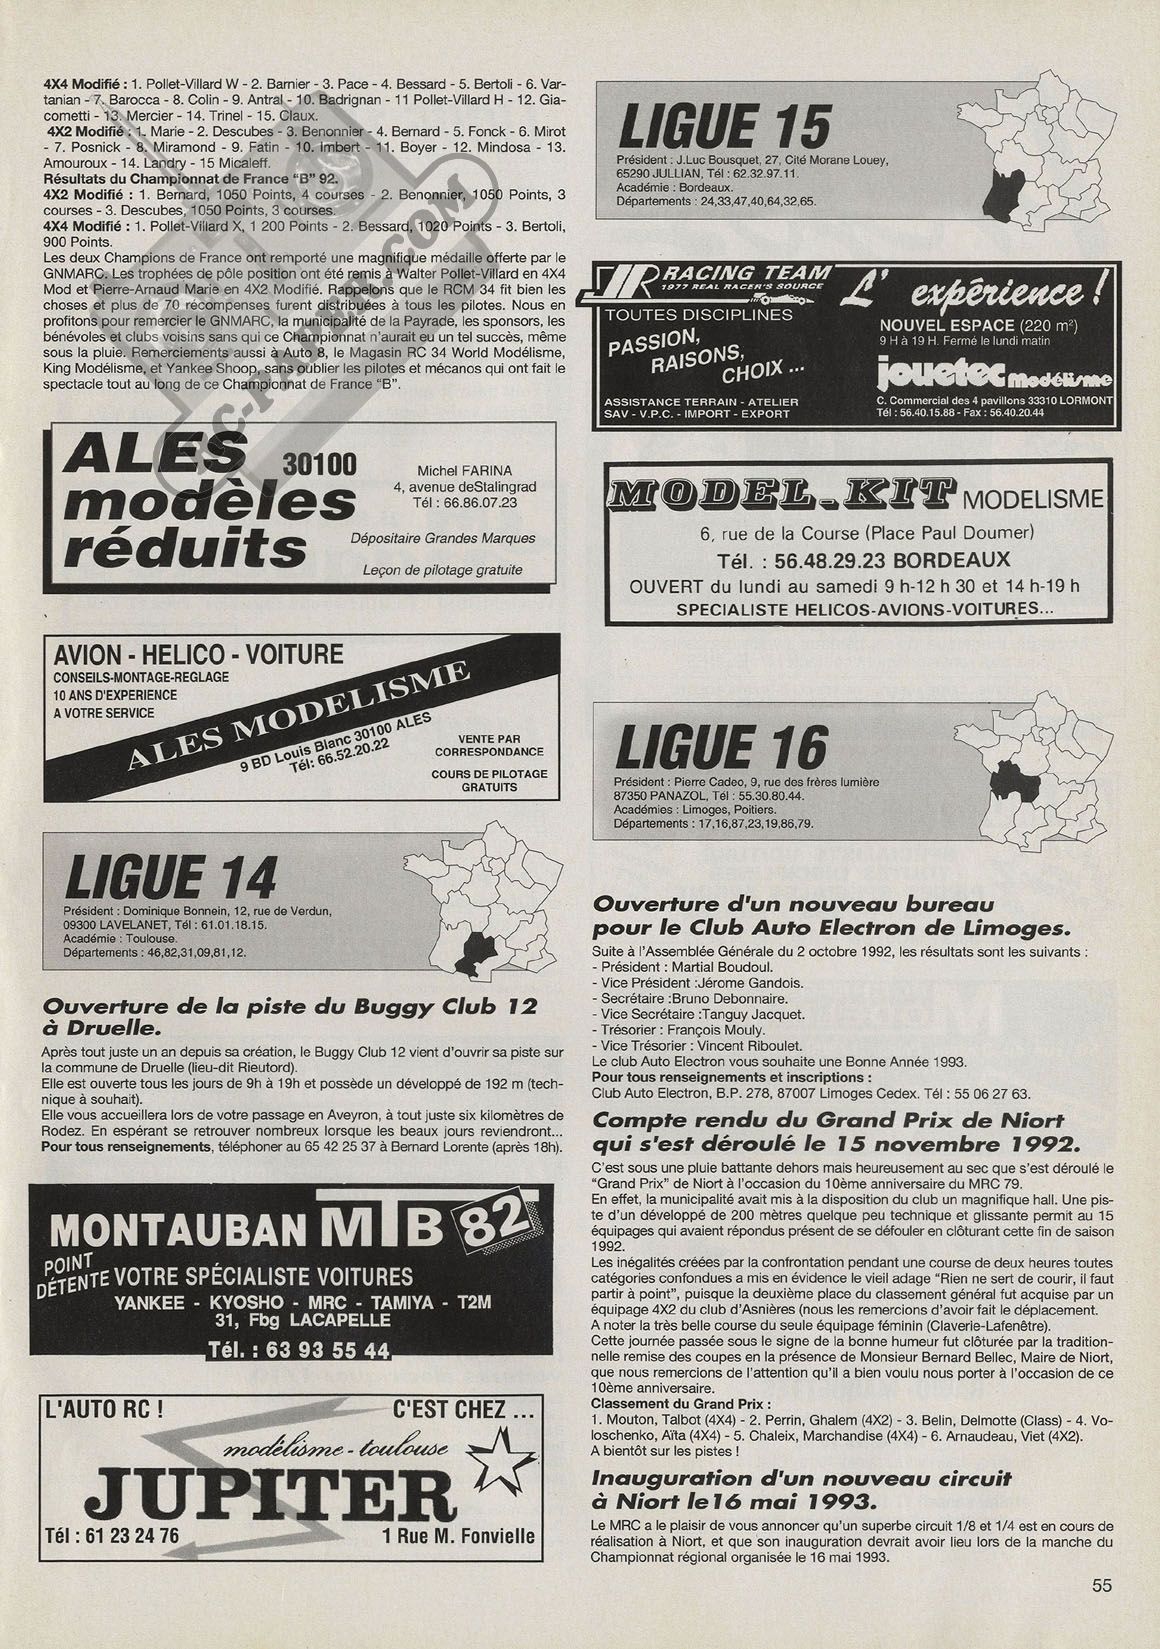 4X4 Modifié : 1. Pollet-Villard W - 2. Barnier - 3. Pace - 4. Bessard - 5. Bertoli - 6. Var-
tanian - 7. Barocca - 8. Colin - 9. Antral - 10. Badrignan - 11 Pollet-Villard H - 12. Gia-
cometti - 13. Mercier - 14. Trinel - 15. Claux.
4X2 Modifié : 1. Marie - 2. Descubes - 3. Benonnier - 4. Bernard - 5. Fonck - 6. Mirot
- 7. Posnick - 8. Miramond - 9. Fatin - 10. Imbert - 11. Boyer - 12. Mindosa - 13.
Amouroux - 14. Landry - 15 Micaleff.
Résultats du Championnat de France "B" 92.
4X2 Modifié : 1. Bernard, 1050 Points, 4 courses - 2. Benonnier, 1050 Points, 3
courses - 3. Descubes, 1050 Points, 3 courses.
4X4 Modifié : 1. Pollet-Villard X, 1 200 Points - 2. Bessard, 1020 Points - 3. Bertoli,
900 Points.
Les deux Champions de France ont remporté une magnifique médaille offerte par le
GNMARC. Les trophées de pôle position ont été remis à Walter Pollet-Villard en 4X4
Mod et Pierre-Arnaud Marie en 4X2 Modifié. Rappelons que le RCM 34 fit bien les
choses et plus de 70 récompenses furent distribuées à tous les pilotes. Nous en
profitons pour remercier le GNMARC, la municipalité de la Payrade, les sponsors, les
bénévoles et clubs voisins sans qui ce Championnat n'aurait eu un tel succès, même
sous la pluie. Remerciements aussi à Auto 8, le Magasin RC 34 World Modélisme,
King Modélisme, et Yankee Shoop, sans oublier les pilotes et mécanos qui ont fait le
spectacle tout au long de ce Championnat de France "B".
RC-PAPER.COM
ALES 30100
modèles
réduits
Michel FARINA
4, avenue deStalingrad
Tél : 66.86.07.23
Dépositaire Grandes Marques
Leçon de pilotage gratuite
AVION - HELICO - VOITURE
CONSEILS-MONTAGE-REGLAGE
10 ANS D'EXPERIENCE
A VOTRE SERVICE
ALES MODELISME
9 BD Louis Blanc 30100 ALES
Tél: 66.52.20.22
VENTE PAR
CORRESPONDANCE
COURS DE PILOTAGE
GRATUITS
LIGUE 14
Président : Dominique Bonnein, 12, rue de Verdun,
09300 LAVELANET, Tél : 61.01.18.15.
Académie : Toulouse.
Départements : 46,82,31,09,81,12.
Ouverture de la piste du Buggy Club 12
à Druelle.
Après tout juste un an depuis sa création, le Buggy Club 12 vient d'ouvrir sa piste sur
la commune de Druelle (lieu-dit Rieutord).
Elle est ouverte tous les jours de 9h à 19h et possède un développé de 192 m (tech-
nique à souhait).
Elle vous accueillera lors de votre passage en Aveyron, à tout juste six kilomètres de
Rodez. En espérant se retrouver nombreux lorsque les beaux jours reviendront...
Pour tous renseignements, téléphoner au 65 42 25 37 à Bernard Lorente (après 18h).
MONTAUBAN MTB 82
POINT
DÉTENTE VOTRE SPÉCIALISTE VOITURES
YANKEE - KYOSHO - MRC - TAMIYA - T2M
31, Fbg LACAPELLE
Tél. : 63 93 55 44
L'AUTO RC ! C'EST CHEZ ...
modélisme - toulouse
JUPITER
Tél : 61 23 24 76 1 Rue M. Fonvielle
LIGUE 15
Président : J.Luc Bousquet, 27, Cité Morane Louey,
65290 JULLIAN, Tél : 62.32.97.11.
Académie : Bordeaux.
Départements : 24,33,47,40,64,32,65.
JR RACING TEAM
1977 REAL RACER'S SOURCE
TOUTES DISCIPLINES
PASSION,
RAISONS,
CHOIX ...
ASSISTANCE TERRAIN - ATELIER
SAV - V.P.C. - IMPORT - EXPORT
L' expérience !
NOUVEL ESPACE (220 m²)
9 H à 19 H. Fermé le lundi matin
jouetec modélisme
C. Commercial des 4 pavillons 33310 LORMONT
Tél : 56.40.15.88 - Fax : 56.40.20.44
MODEL-KIT MODELISME
6, rue de la Course (Place Paul Doumer)
Tél. : 56.48.29.23 BORDEAUX
OUVERT du lundi au samedi 9 h-12 h 30 et 14 h-19 h
SPECIALISTE HELICOS-AVIONS-VOITURES...
LIGUE 16
Président : Pierre Cadeo, 9, rue des frères lumière
87350 PANAZOL, Tél : 55.30.80.44.
Académies : Limoges, Poitiers.
Départements : 17,16,87,23,19,86,79.
Ouverture d'un nouveau bureau
pour le Club Auto Electron de Limoges.
Suite à l'Assemblée Générale du 2 octobre 1992, les résultats sont les suivants :
- Président : Martial Boudoul.
- Vice Président :Jérome Gandois.
- Secrétaire :Bruno Debonnaire.
- Vice Secrétaire :Tanguy Jacquet.
- Trésorier : François Mouly.
- Vice Trésorier : Vincent Riboulet.
Le club Auto Electron vous souhaite une Bonne Année 1993.
Pour tous renseignements et inscriptions :
Club Auto Electron, B.P. 278, 87007 Limoges Cedex. Tél : 55 06 27 63.
Compte rendu du Grand Prix de Niort
qui s'est déroulé le 15 novembre 1992.
C'est sous une pluie battante dehors mais heureusement au sec que s'est déroulé le
"Grand Prix" de Niort à l'occasion du 10ème anniversaire du MRC 79.
En effet, la municipalité avait mis à la disposition du club un magnifique hall. Une pis-
te d'un développé de 200 mètres quelque peu technique et glissante permit au 15
équipages qui avaient répondus présent de se défouler en clôturant cette fin de saison
1992.
Les inégalités créées par la confrontation pendant une course de deux heures toutes
catégories confondues a mis en évidence le vieil adage "Rien ne sert de courir, il faut
partir à point", puisque la deuxième place du classement général fut acquise par un
équipage 4X2 du club d'Asnières (nous les remercions d'avoir fait le déplacement.
A noter la très belle course du seule équipage féminin (Claverie-Lafenêtre).
Cette journée passée sous le signe de la bonne humeur fut clôturée par la tradition-
nelle remise des coupes en la présence de Monsieur Bernard Bellec, Maire de Niort,
que nous remercions de l'attention qu'il a bien voulu nous porter à l'occasion de ce
10ème anniversaire.
Classement du Grand Prix :
1. Mouton, Talbot (4X4) - 2. Perrin, Ghalem (4X2) - 3. Belin, Delmotte (Class) - 4. Vo-
loschenko, Aïta (4X4) - 5. Chaleix, Marchandise (4X4) - 6. Arnaudeau, Viet (4X2).
A bientôt sur les pistes !
Inauguration d'un nouveau circuit
à Niort le16 mai 1993.
Le MRC a le plaisir de vous annoncer qu'un superbe circuit 1/8 et 1/4 est en cours de
réalisation à Niort, et que son inauguration devrait avoir lieu lors de la manche du
Championnat régional organisée le 16 mai 1993.
55